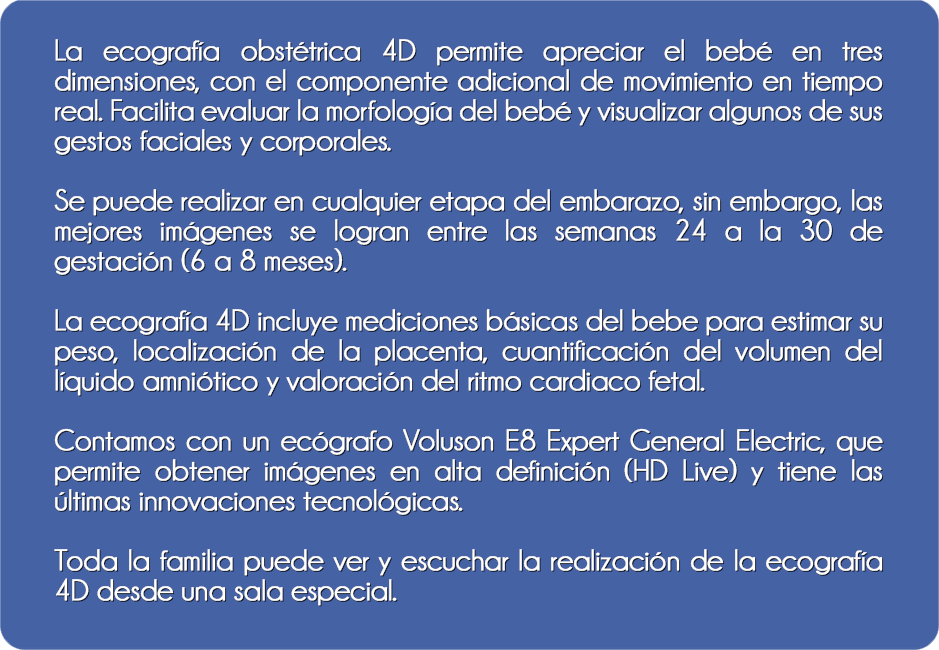 La ecografía obstétrica 4D permite apreciar el bebé en tres
dimensiones, con el componente adicional de movimiento en tiempo
real. Facilita evaluar la morfología del bebé y visualizar algunos de sus
gestos faciales y corporales.
Se puede realizar en cualquier etapa del embarazo, sin embargo, las
mejores imágenes se logran entre las semanas 24 a la 30 de
gestación (6 a 8 meses).
La ecografía 4D incluye mediciones básicas del bebe para estimar su
peso, localización de la placenta, cuantificación del volumen del
líquido amniótico y valoración del ritmo cardiaco fetal.
Contamos con un ecógrafo Voluson E8 Expert General Electric, que
permite obtener imágenes en alta definición (HD Live) y tiene las
últimas innovaciones tecnológicas.
Toda la familia puede ver y escuchar la realización de la ecografía
4D desde una sala especial.